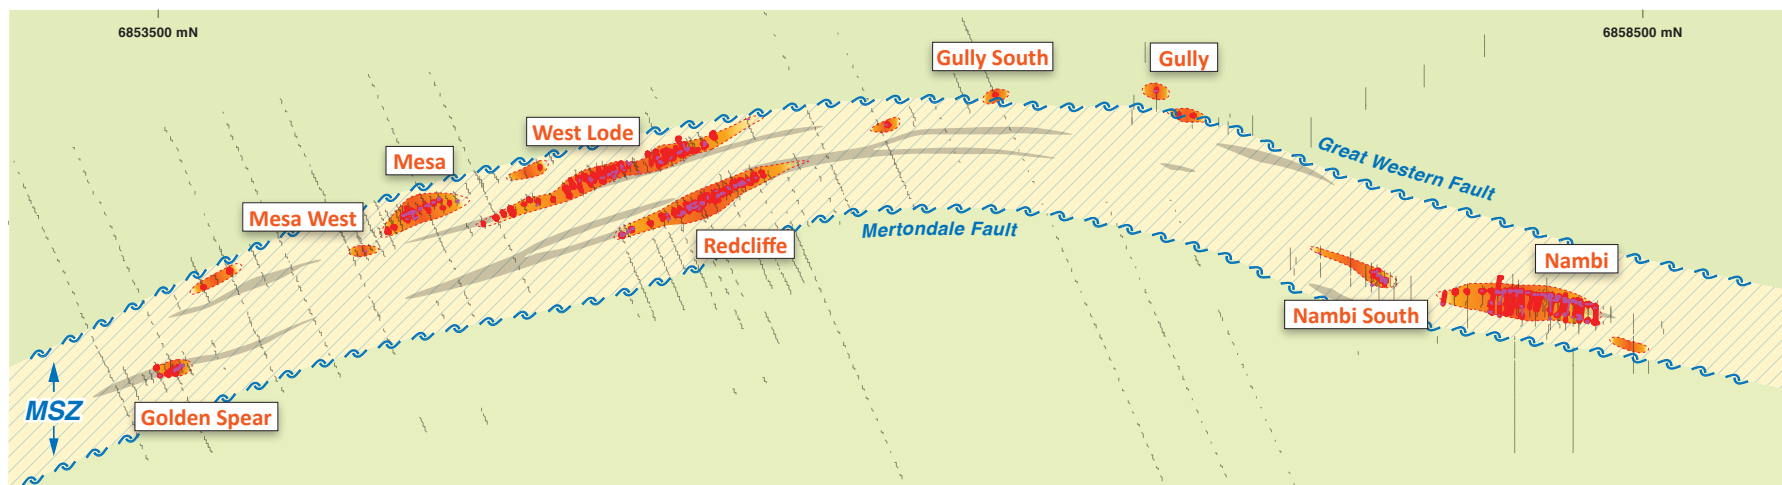 6853500 mN
6858500 mN
Gully South
Gully
West Lode
Mesa
Great Western Fault
Mesa West
Mertondale Fault
Redcliffe
Nambi
Nambi South
MSZ
Golden Spear